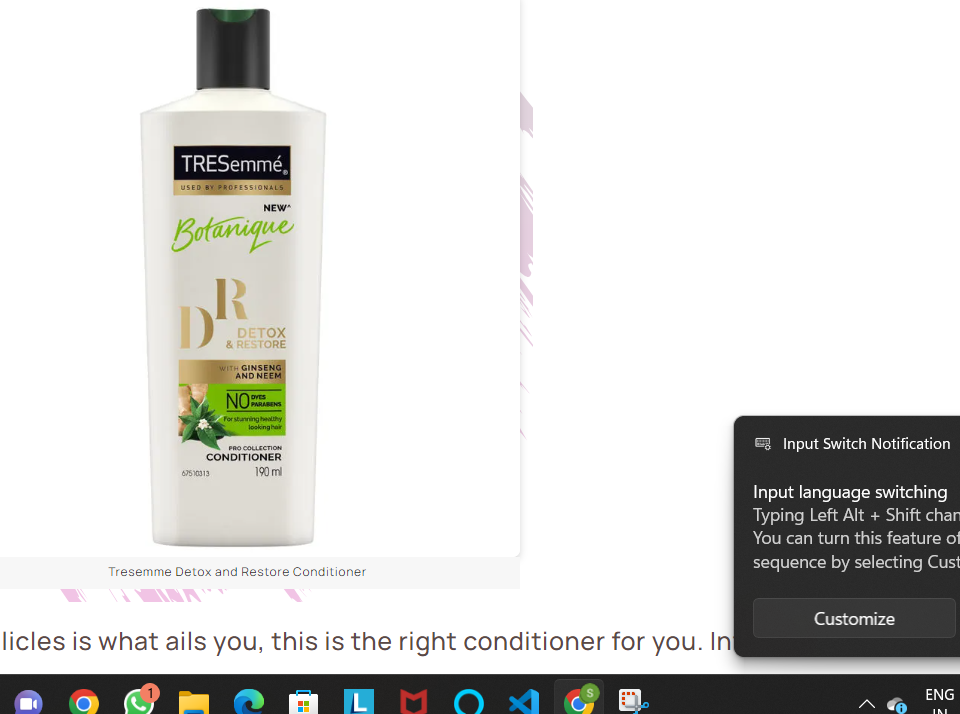 TRESemmé®
USED BY PROFESSIONALS
NEW^
Botanique
DR
DETOX
& RESTORE
WITH GINSENG
AND NEEM
NO DYES
PARABENS
For stunning healthy
looking hair
PRO COLLECTION
CONDITIONER
67510313
190 ml
Tresemme Detox and Restore Conditioner
licles is what ails you, this is the right conditioner for you. In
Input Switch Notification
Input language switching
Typing Left Alt + Shift chan
You can turn this feature of
sequence by selecting Cust
Customize
1
L
S
ENG
IN